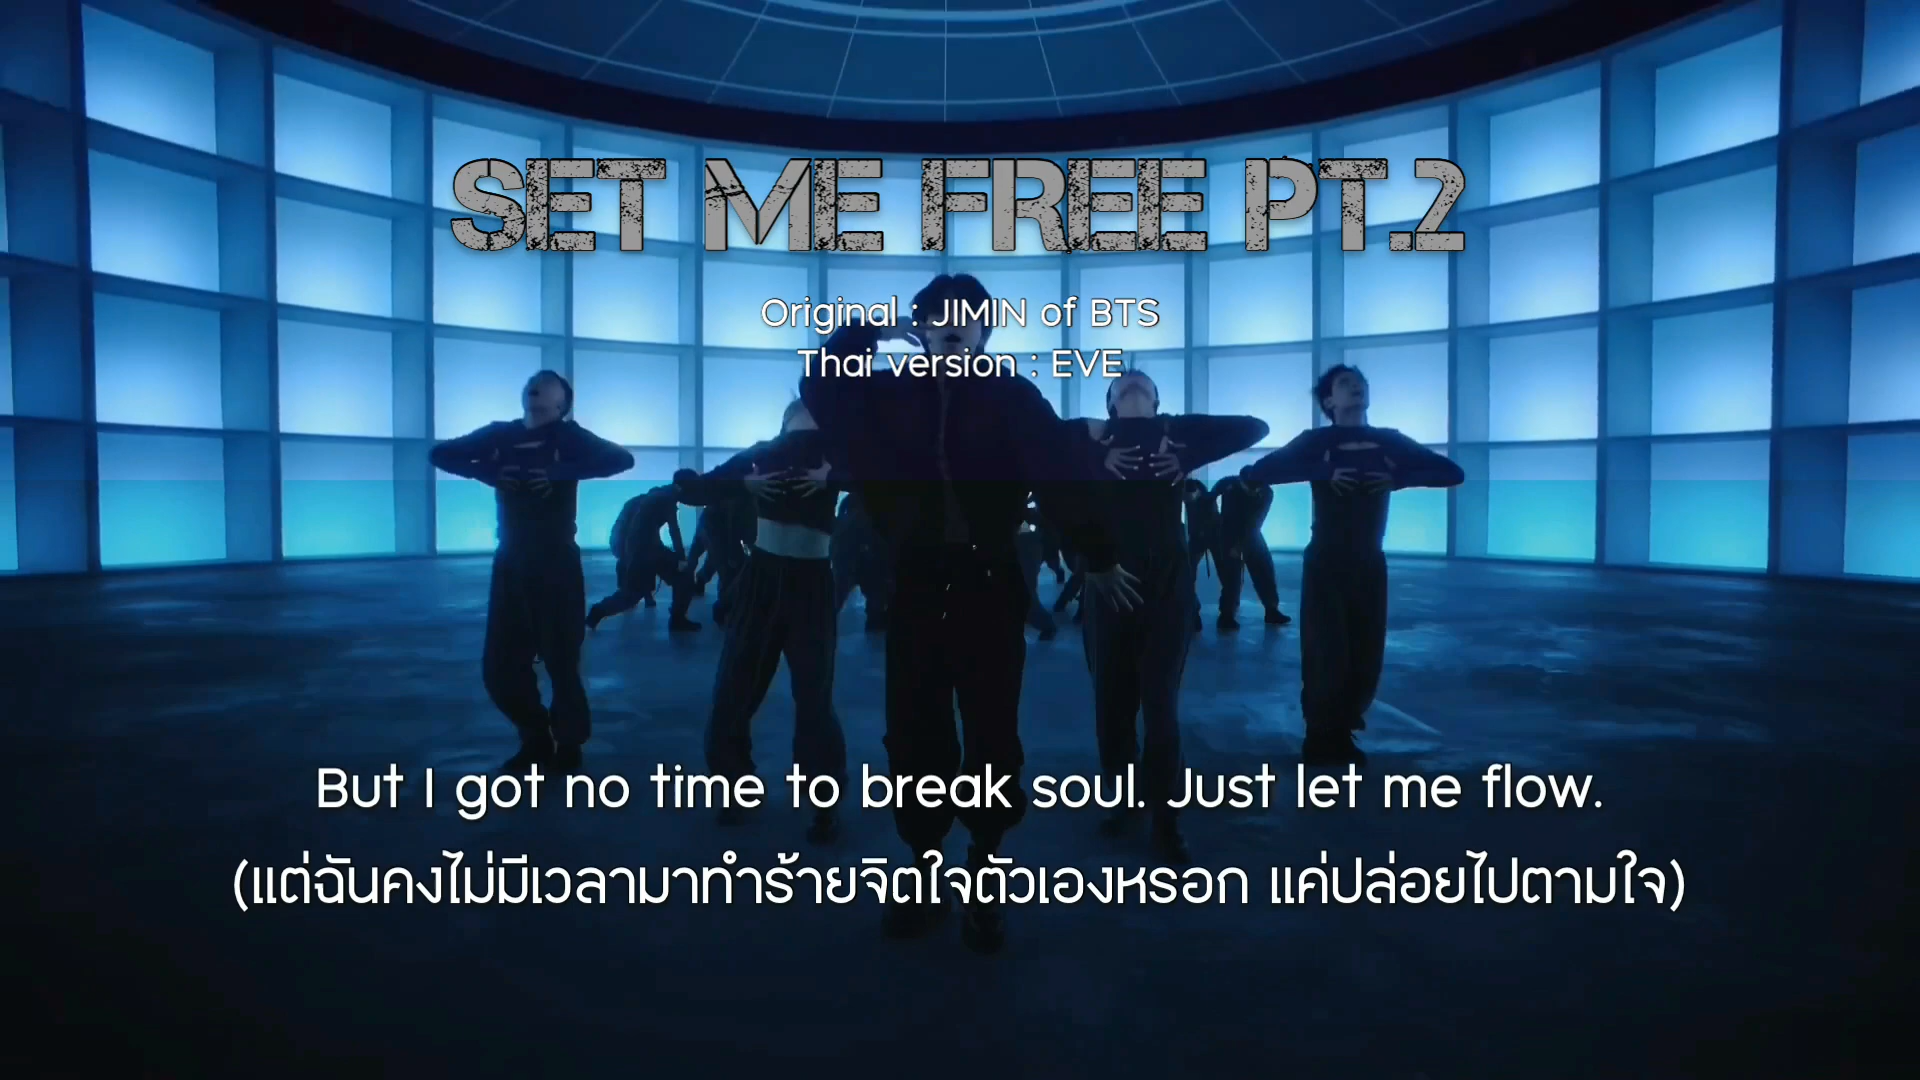 SET ME FREE PT.2
Original : JIMIN of BTS
Thai version : EVE
But I got no time to break soul. Just let me flow.
(แต่ฉันคงไม่มีเวลามาทำร้ายจิตใจตัวเองหรอก แค่ปล่อยไปตามใจ)